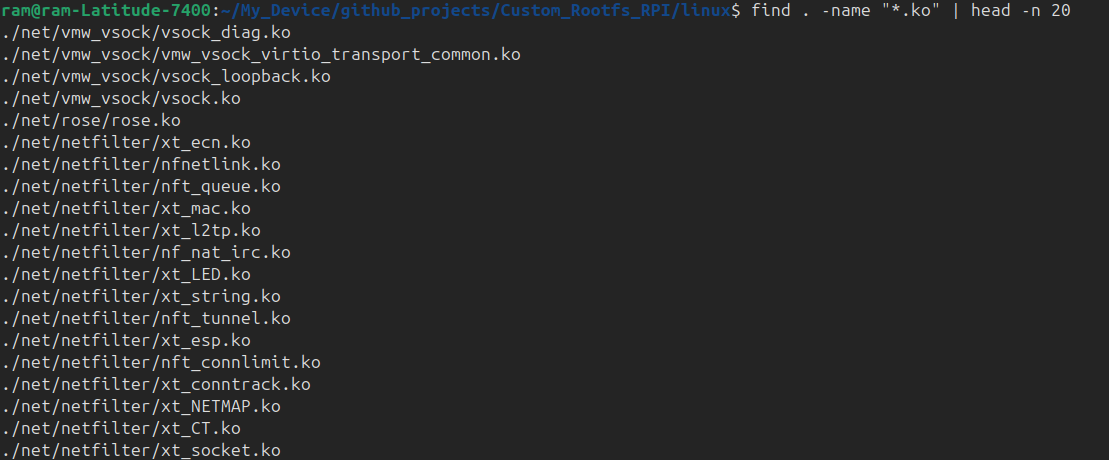 ram@ram-Latitude-7400:~/My_Device/github_projects/Custom_Rootfs_RPI/linux$ find . -name "*.ko" | head -n 20
./net/vmw_vsock/vsock_diag.ko
./net/vmw_vsock/vmw_vsock_virtio_transport_common.ko
./net/vmw_vsock/vsock_loopback.ko
./net/vmw_vsock/vsock.ko
./net/rose/rose.ko
./net/netfilter/xt_ecn.ko
./net/netfilter/nfnetlink.ko
./net/netfilter/nft_queue.ko
./net/netfilter/xt_mac.ko
./net/netfilter/xt_l2tp.ko
./net/netfilter/nf_nat_irc.ko
./net/netfilter/xt_LED.ko
./net/netfilter/xt_string.ko
./net/netfilter/nft_tunnel.ko
./net/netfilter/xt_esp.ko
./net/netfilter/nft_connlimit.ko
./net/netfilter/xt_conntrack.ko
./net/netfilter/xt_NETMAP.ko
./net/netfilter/xt_CT.ko
./net/netfilter/xt_socket.ko